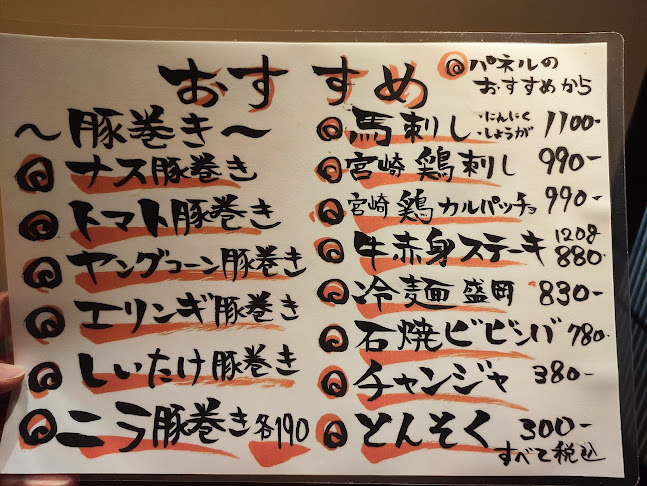 おすすめ
パネルの
おすすめから
〜豚巻き〜
ナス豚巻き
トマト豚巻き
ヤングコーン豚巻き
エリンギ豚巻き
しいたけ豚巻き
ニラ豚巻き 各190
馬刺し ・にんにく ・しょうが 1100-
宮崎 鶏刺し 990-
宮崎 鶏カルパッチョ 990-
牛赤身ステーキ 120g 880-
冷麺 盛岡 830-
石焼ビビンバ 780-
チャンジャ 380-
とんそく 300-
すべて税込